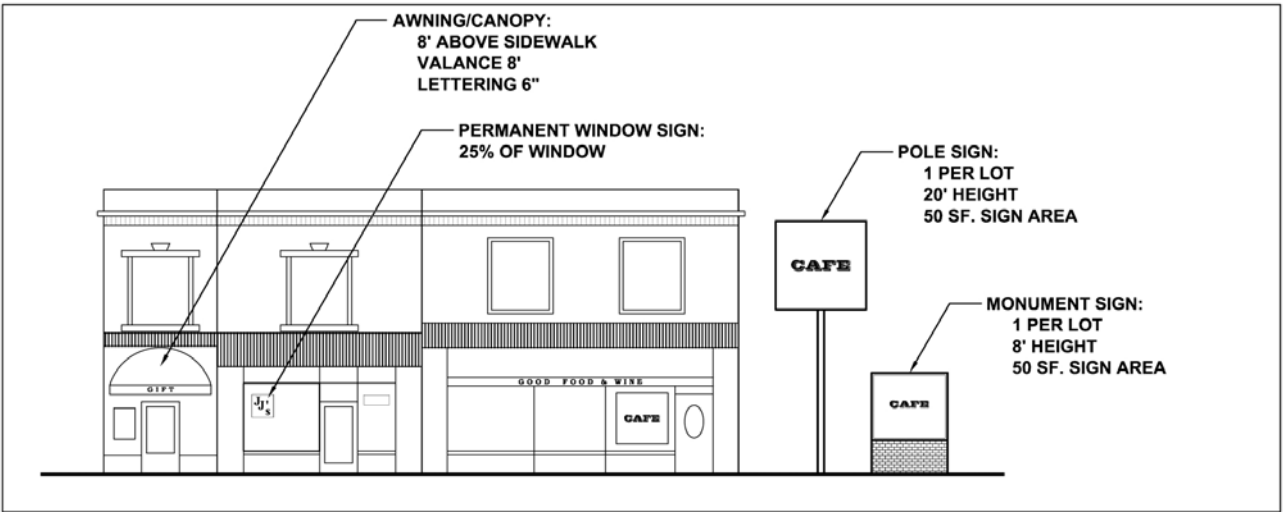 AWNING/CANOPY:
8' ABOVE SIDEWALK
VALANCE 8'
LETTERING 6"
PERMANENT WINDOW SIGN:
25% OF WINDOW
POLE SIGN:
1 PER LOT
20' HEIGHT
50 SF. SIGN AREA
CAFE
MONUMENT SIGN:
1 PER LOT
8' HEIGHT
50 SF. SIGN AREA
GIFT
GOOD FOOD & WINE
JJ's
CAFE
CAFE